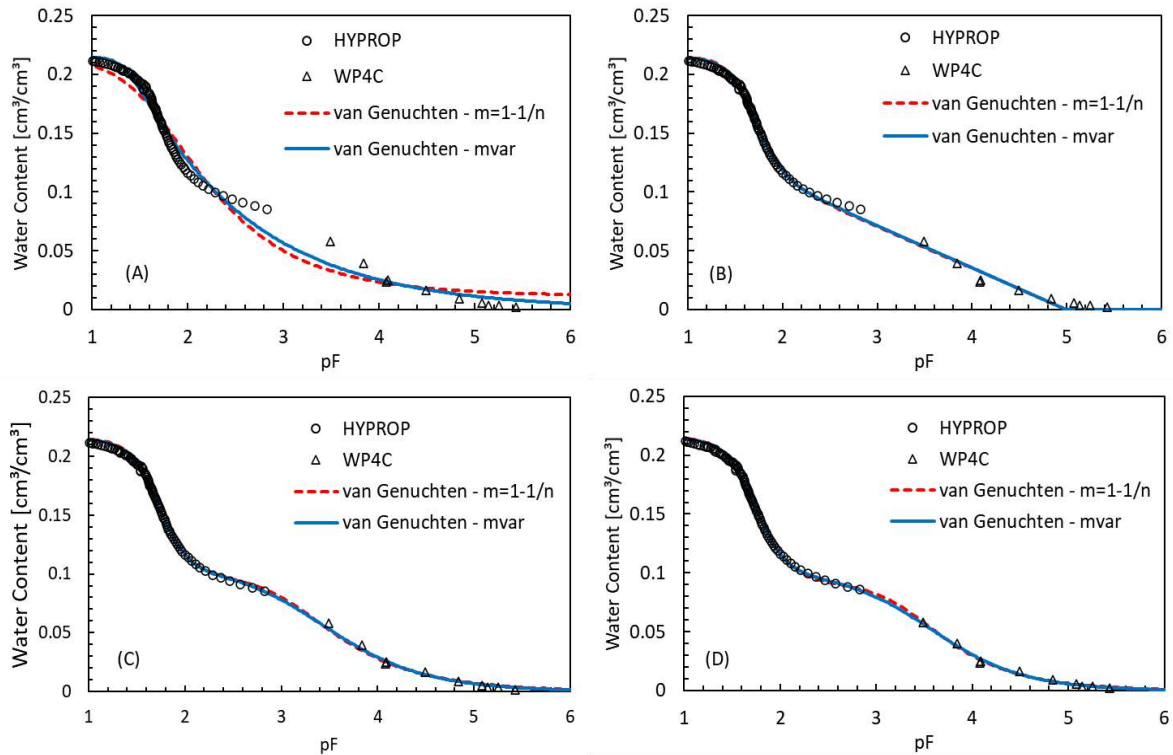 0.25
0.2
0.15
0.1
0.05
0
Water Content [cm³/cm³]
HYPROP
WP4C
van Genuchten - m=1-1/n
van Genuchten - mvar
(A)
1 2 3 4 5 6
pF
0.25
0.2
0.15
0.1
0.05
0
Water Content [cm³/cm³]
HYPROP
WP4C
van Genuchten - m=1-1/n
van Genuchten - mvar
(B)
1 2 3 4 5 6
pF
0.25
0.2
0.15
0.1
0.05
0
Water Content [cm³/cm³]
HYPROP
WP4C
van Genuchten - m=1-1/n
van Genuchten - mvar
(C)
1 2 3 4 5 6
pF
0.25
0.2
0.15
0.1
0.05
0
Water Content [cm³/cm³]
HYPROP
WP4C
van Genuchten - m=1-1/n
van Genuchten - mvar
(D)
1 2 3 4 5 6
pF